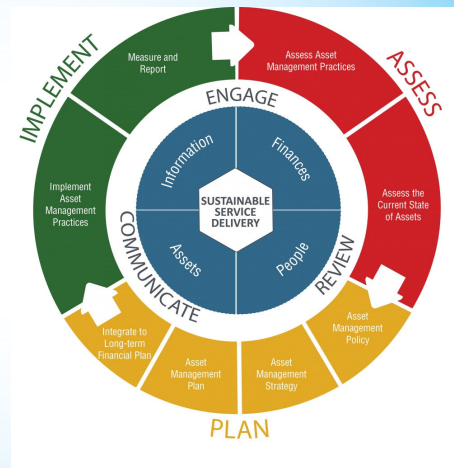 IMPLEMENT
Measure and
Report
Assess Asset
Management Practices
ASSESS
ENGAGE
Implement
Asset
Management
Practices
Information
Finances
Assess the
Current State
of Assets
SUSTAINABLE
SERVICE
DELIVERY
COMMUNICATE
Assets
People
REVIEW
Integrate to
Long-term
Financial Plan
Asset
Management
Plan
Asset
Management
Strategy
Asset
Management
Policy
PLAN